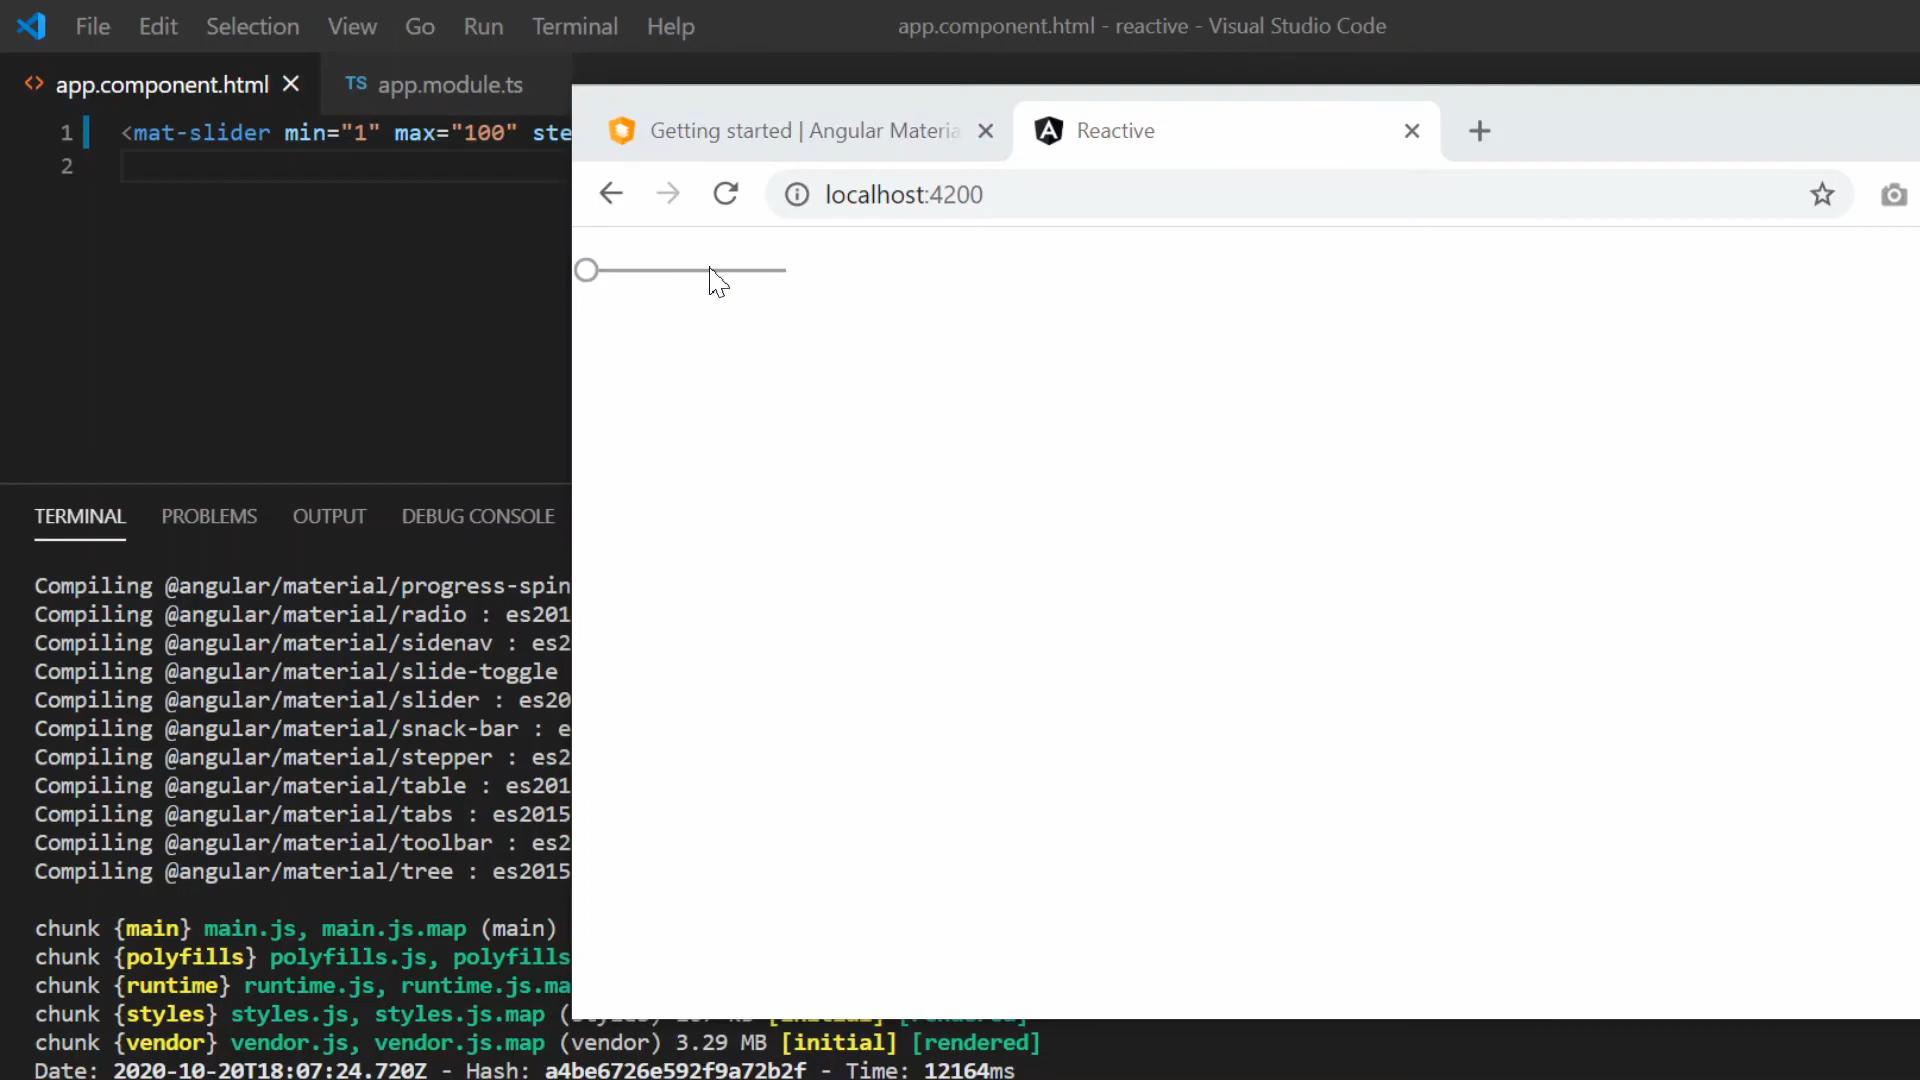 File Edit Selection View Go Run Terminal Help
app.component.html - reactive - Visual Studio Code
app.component.html
TS app.module.ts
1 <mat-slider min="1" max="100" ste
2
Getting started | Angular Materia
Reactive
localhost:4200
TERMINAL PROBLEMS OUTPUT DEBUG CONSOLE
Compiling @angular/material/progress-spin
Compiling @angular/material/radio : es201
Compiling @angular/material/sidenav : es2
Compiling @angular/material/slide-toggle
Compiling @angular/material/slider : es20
Compiling @angular/material/snack-bar : e
Compiling @angular/material/stepper : es2
Compiling @angular/material/table : es201
Compiling @angular/material/tabs : es2015
Compiling @angular/material/toolbar : es2
Compiling @angular/material/tree : es2015
chunk {main} main.js, main.js.map (main)
chunk {polyfills} polyfills.js, polyfills
chunk {runtime} runtime.js, runtime.js.ma
chunk {styles} styles.js, styles.js.map
chunk {vendor} vendor.js, vendor.js.map (vendor) 3.29 MB [initial] [rendered]
Date: 2020-10-20T18:07:24.720Z - Hash: a4be6726e592f9a72b2f - Time: 12164ms